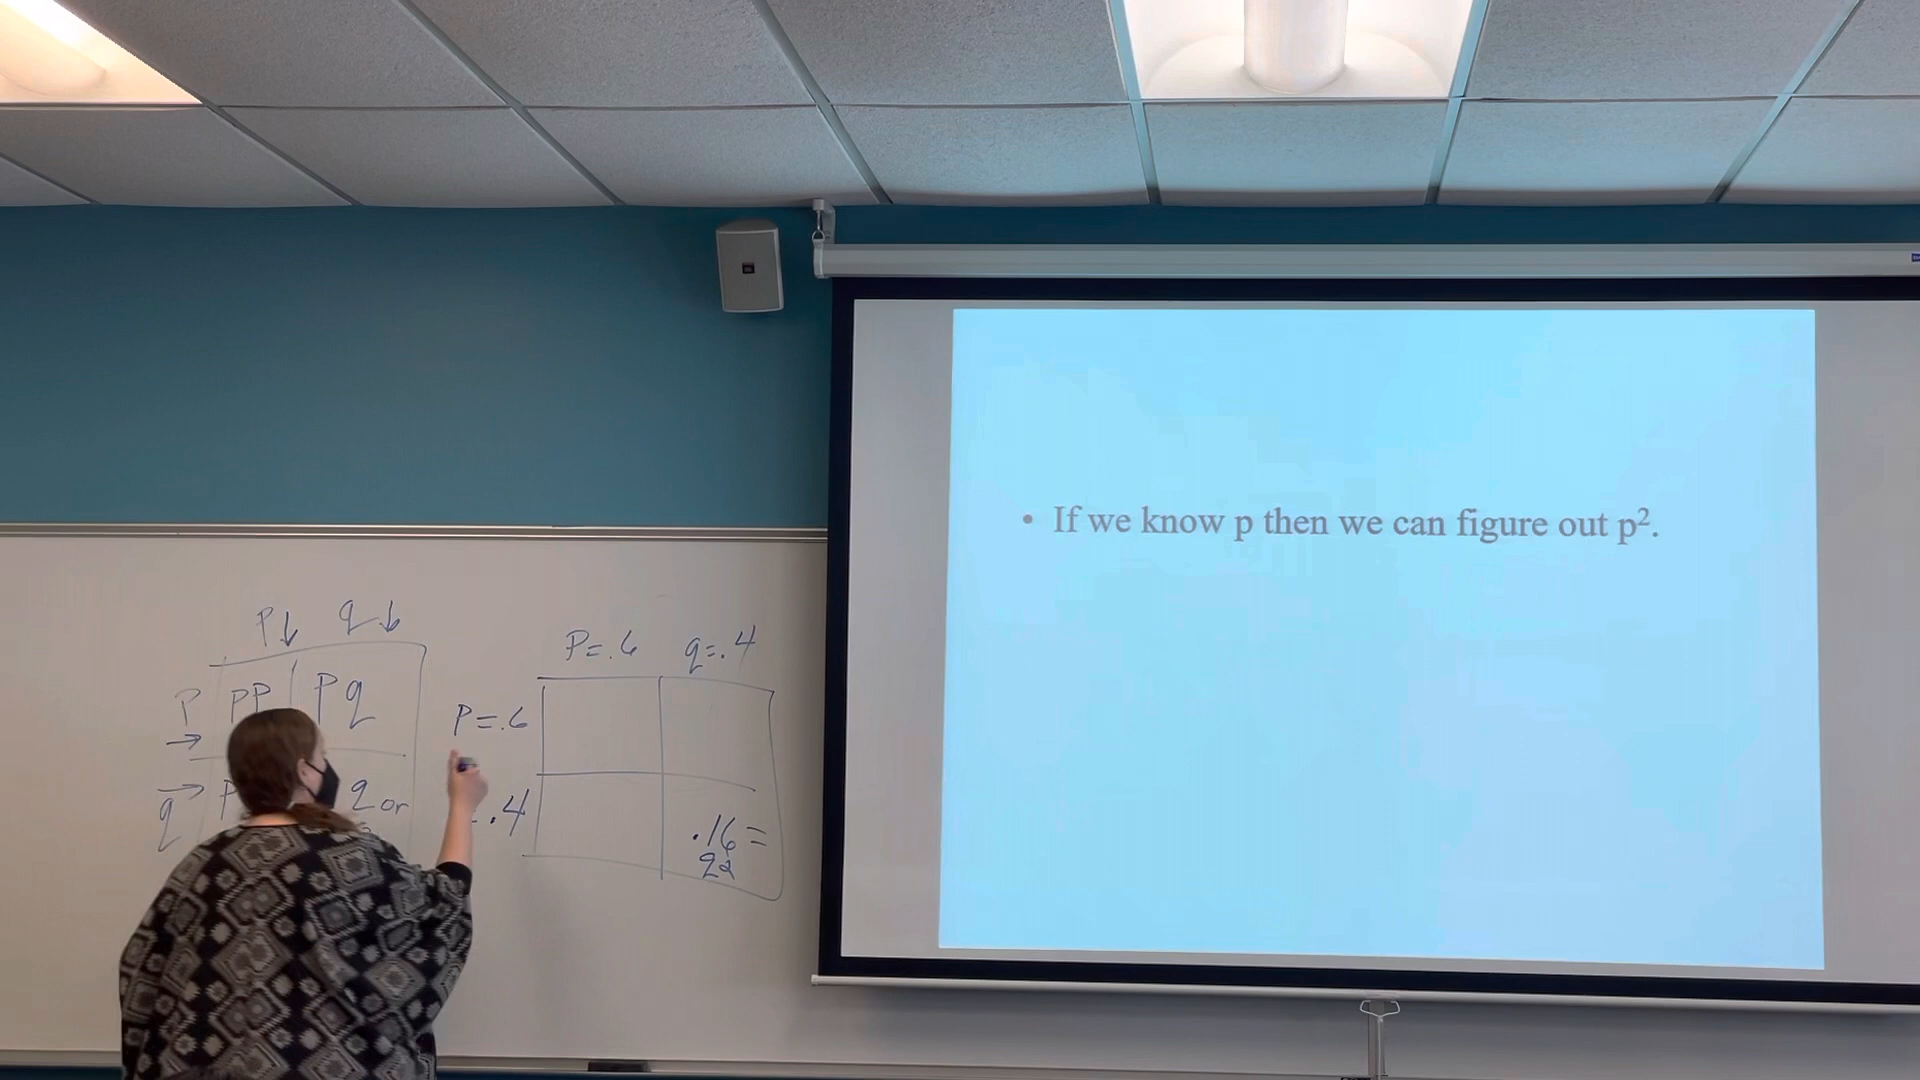 P↓ q↓
P PP Pq
→
→ P q or
q
P=.6 q=.4
P=.6
.4 .16=
q2
• If we know p then we can figure out p².